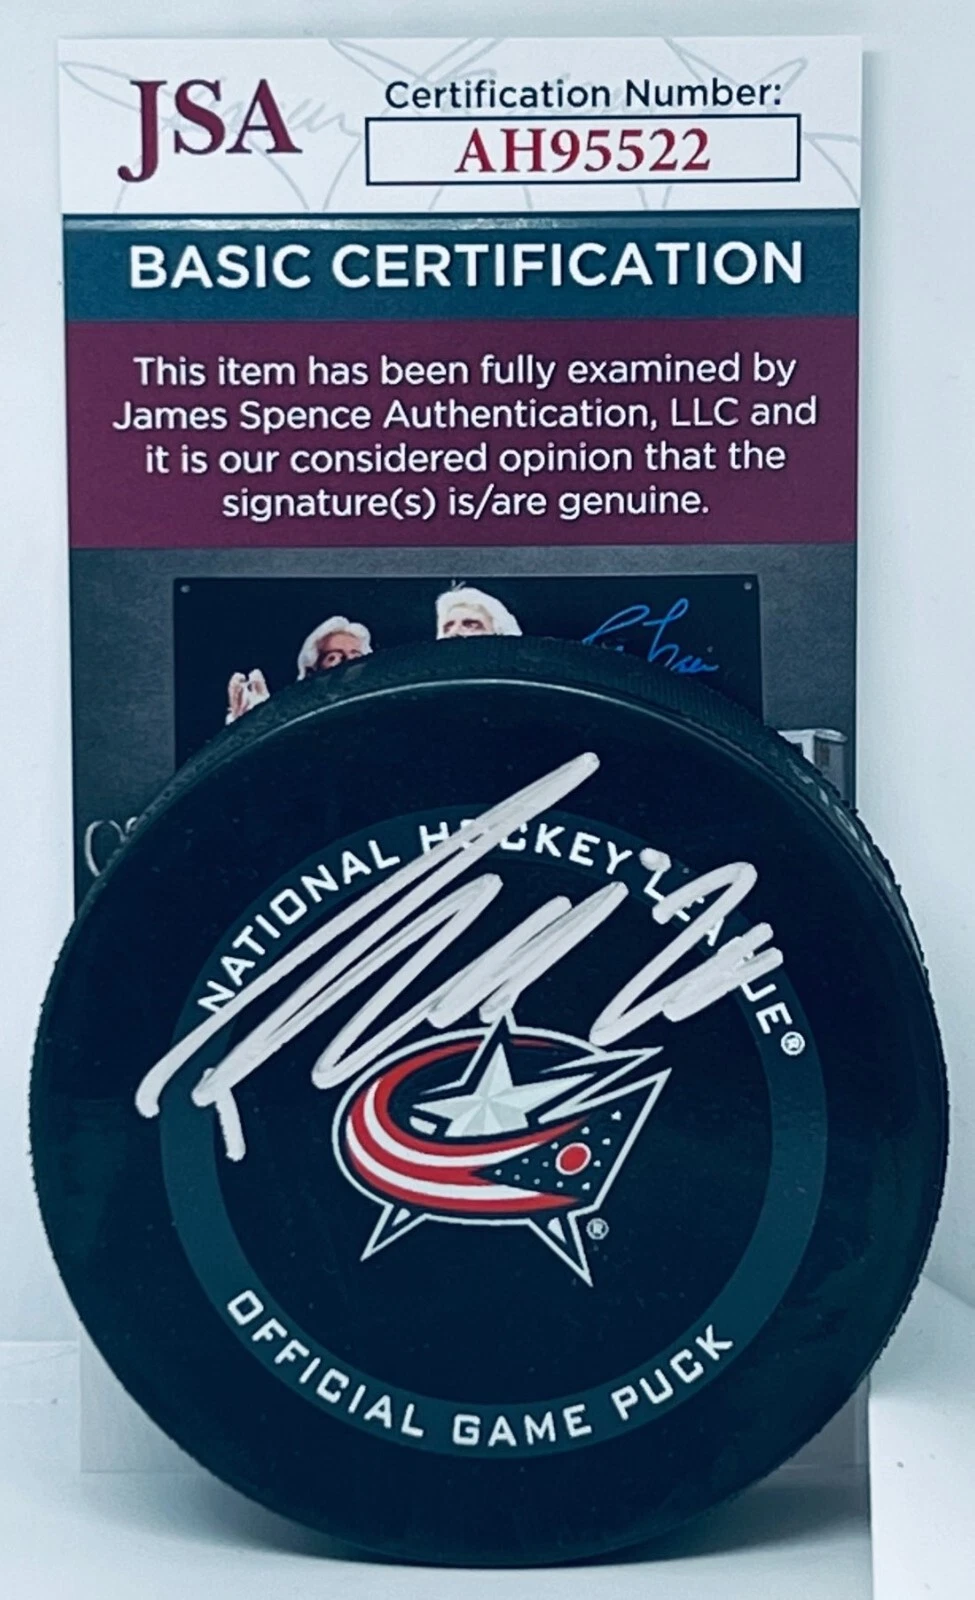 JSA
Certification Number:
AH95522
BASIC CERTIFICATION
This item has been fully examined by
James Spence Authentication, LLC and
it is our considered opinion that the
signature(s) is/are genuine.
NATIONAL HOCKEY LEAGUE®
®
OFFICIAL GAME PUCK